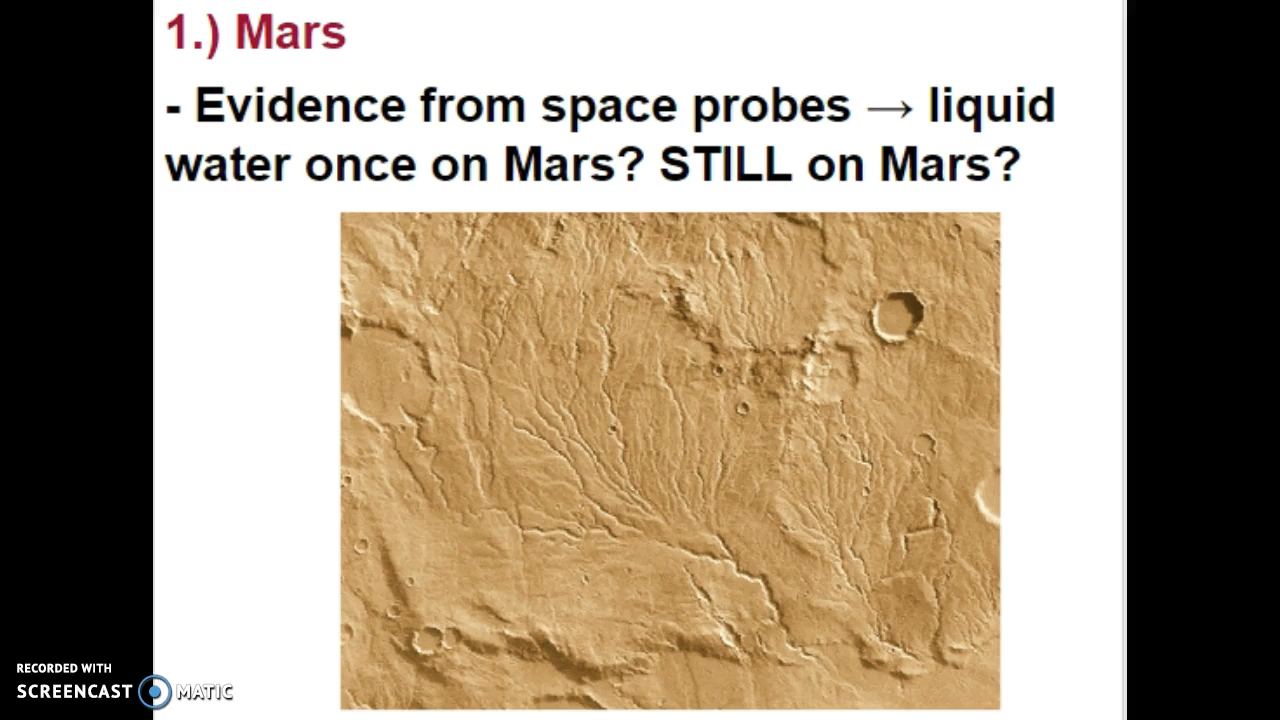 1.) Mars
- Evidence from space probes → liquid
water once on Mars? STILL on Mars?
RECORDED WITH
SCREENCAST MATIC